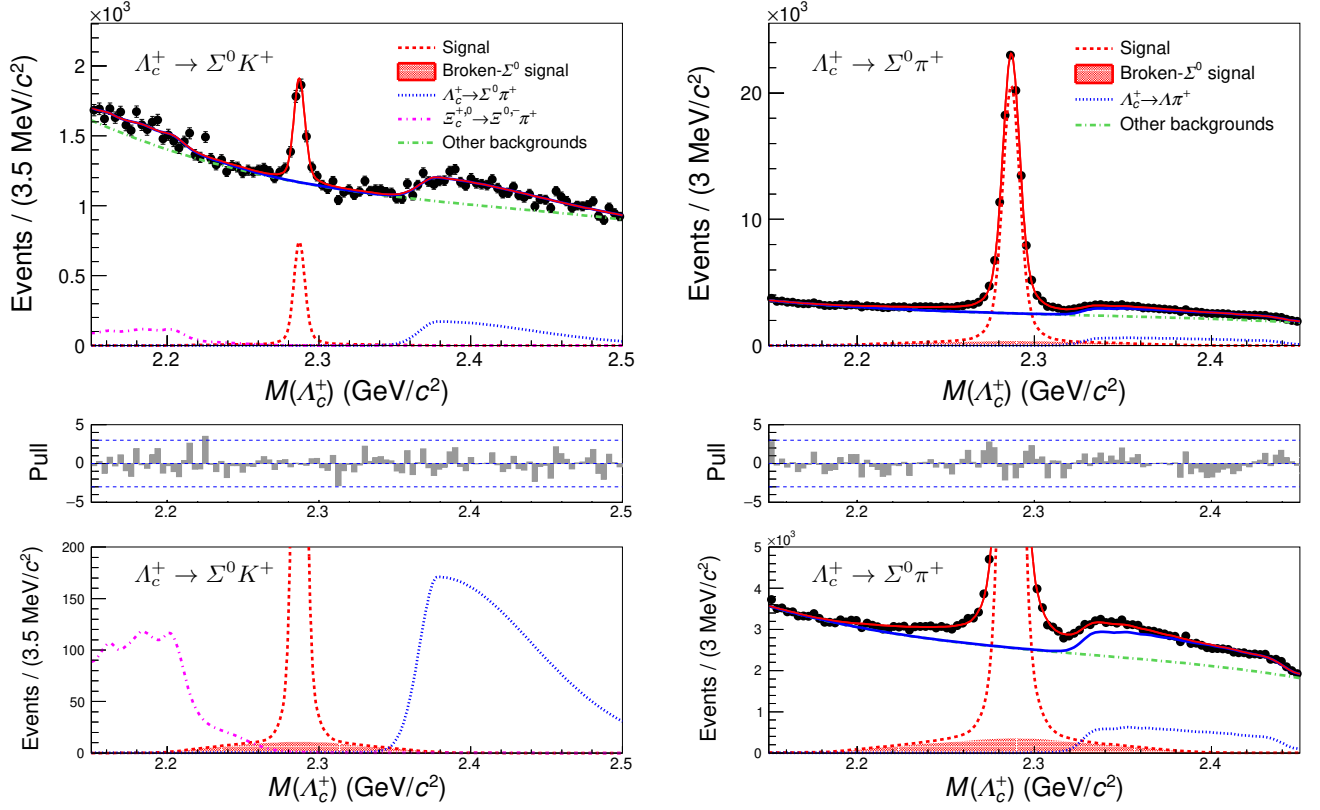 ×10³
Events / (3.5 MeV/c²)
2
1.5
1
0.5
0
Λc⁺ → Σ⁰K⁺
Signal
Broken-Σ⁰ signal
Λc⁺→Σ⁰π⁺
Ξc⁺,⁰→Ξ⁰,⁻π⁺
Other backgrounds
2.2 2.3 2.4 2.5
M(Λc⁺) (GeV/c²)
×10³
Events / (3 MeV/c²)
20
10
0
Λc⁺ → Σ⁰π⁺
Signal
Broken-Σ⁰ signal
Λc⁺→Λπ⁺
Other backgrounds
2.2 2.3 2.4
M(Λc⁺) (GeV/c²)
Pull
5
0
−5
2.2 2.3 2.4 2.5
Pull
5
0
−5
2.2 2.3 2.4
Events / (3.5 MeV/c²)
200
150
100
50
0
Λc⁺ → Σ⁰K⁺
2.2 2.3 2.4 2.5
M(Λc⁺) (GeV/c²)
×10³
Events / (3 MeV/c²)
5
4
3
2
1
0
Λc⁺ → Σ⁰π⁺
2.2 2.3 2.4
M(Λc⁺) (GeV/c²)